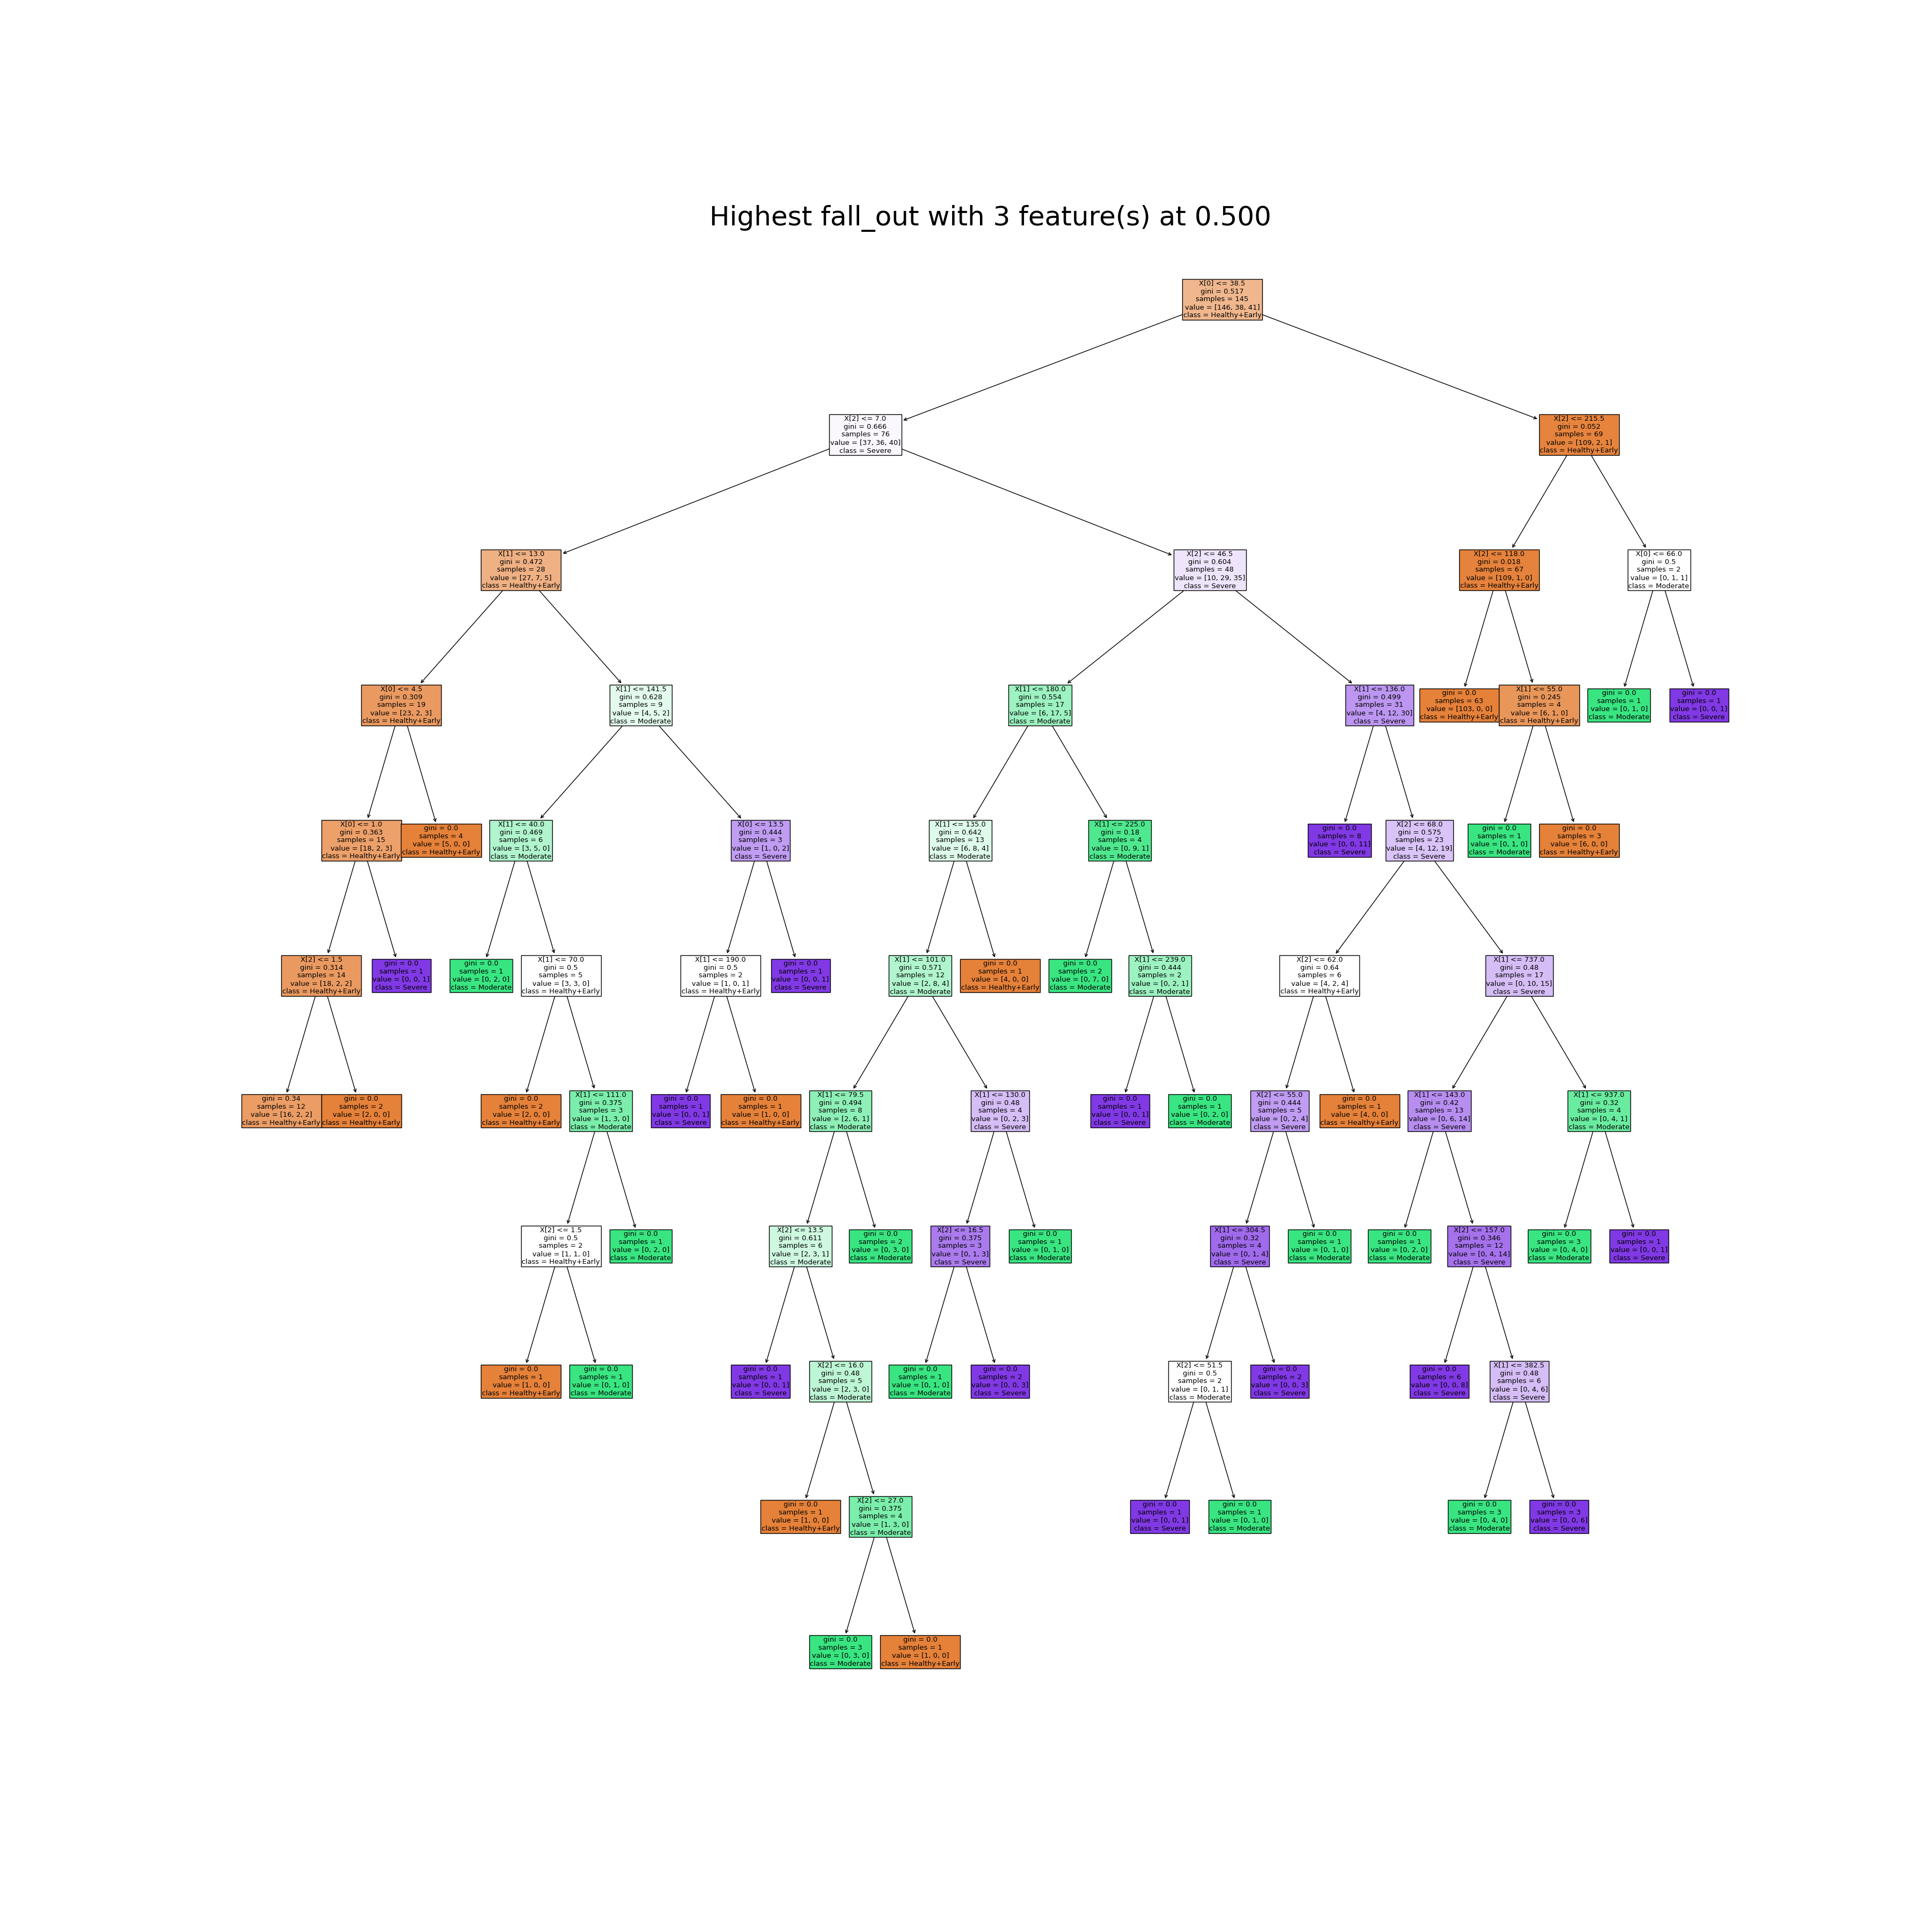 Highest fall_out with 3 feature(s) at 0.500
X[0] <= 38.5
gini = 0.517
samples = 145
value = [146, 38, 41]
class = Healthy+Early
X[2] <= 7.0
gini = 0.666
samples = 76
value = [37, 36, 40]
class = Severe
X[2] <= 215.5
gini = 0.052
samples = 69
value = [109, 2, 1]
class = Healthy+Early
X[1] <= 13.0
gini = 0.472
samples = 28
value = [27, 7, 5]
class = Healthy+Early
X[2] <= 46.5
gini = 0.604
samples = 48
value = [10, 29, 35]
class = Severe
X[2] <= 118.0
gini = 0.018
samples = 67
value = [109, 1, 0]
class = Healthy+Early
X[0] <= 66.0
gini = 0.5
samples = 2
value = [0, 1, 1]
class = Moderate
X[0] <= 4.5
gini = 0.309
samples = 19
value = [23, 2, 3]
class = Healthy+Early
X[1] <= 141.5
gini = 0.628
samples = 9
value = [4, 5, 2]
class = Moderate
X[1] <= 180.0
gini = 0.554
samples = 17
value = [6, 17, 5]
class = Moderate
X[1] <= 136.0
gini = 0.499
samples = 31
value = [4, 12, 30]
class = Severe
gini = 0.0
samples = 63
value = [103, 0, 0]
class = Healthy+Early
X[1] <= 55.0
gini = 0.245
samples = 4
value = [6, 1, 0]
class = Healthy+Early
gini = 0.0
samples = 1
value = [0, 1, 0]
class = Moderate
gini = 0.0
samples = 1
value = [0, 0, 1]
class = Severe
X[0] <= 1.0
gini = 0.363
samples = 15
value = [18, 2, 3]
class = Healthy+Early
gini = 0.0
samples = 4
value = [5, 0, 0]
class = Healthy+Early
X[1] <= 40.0
gini = 0.469
samples = 6
value = [3, 5, 0]
class = Moderate
X[0] <= 13.5
gini = 0.444
samples = 3
value = [1, 0, 2]
class = Severe
X[1] <= 135.0
gini = 0.642
samples = 13
value = [6, 8, 4]
class = Moderate
X[1] <= 225.0
gini = 0.18
samples = 4
value = [0, 9, 1]
class = Moderate
gini = 0.0
samples = 8
value = [0, 0, 11]
class = Severe
X[2] <= 68.0
gini = 0.575
samples = 23
value = [4, 12, 19]
class = Severe
gini = 0.0
samples = 1
value = [0, 1, 0]
class = Moderate
gini = 0.0
samples = 3
value = [6, 0, 0]
class = Healthy+Early
X[2] <= 1.5
gini = 0.314
samples = 14
value = [18, 2, 2]
class = Healthy+Early
gini = 0.0
samples = 1
value = [0, 0, 1]
class = Severe
gini = 0.0
samples = 1
value = [0, 2, 0]
class = Moderate
X[1] <= 70.0
gini = 0.5
samples = 5
value = [3, 3, 0]
class = Healthy+Early
X[1] <= 190.0
gini = 0.5
samples = 2
value = [1, 0, 1]
class = Healthy+Early
gini = 0.0
samples = 1
value = [0, 0, 1]
class = Severe
X[1] <= 101.0
gini = 0.571
samples = 12
value = [2, 8, 4]
class = Moderate
gini = 0.0
samples = 1
value = [4, 0, 0]
class = Healthy+Early
gini = 0.0
samples = 2
value = [0, 7, 0]
class = Moderate
X[1] <= 239.0
gini = 0.444
samples = 2
value = [0, 2, 1]
class = Moderate
X[2] <= 62.0
gini = 0.64
samples = 6
value = [4, 2, 4]
class = Healthy+Early
X[1] <= 737.0
gini = 0.48
samples = 17
value = [0, 10, 15]
class = Severe
gini = 0.34
samples = 12
value = [16, 2, 2]
class = Healthy+Early
gini = 0.0
samples = 2
value = [2, 0, 0]
class = Healthy+Early
gini = 0.0
samples = 2
value = [2, 0, 0]
class = Healthy+Early
X[1] <= 111.0
gini = 0.375
samples = 3
value = [1, 3, 0]
class = Moderate
gini = 0.0
samples = 1
value = [0, 0, 1]
class = Severe
gini = 0.0
samples = 1
value = [1, 0, 0]
class = Healthy+Early
X[1] <= 79.5
gini = 0.494
samples = 8
value = [2, 6, 1]
class = Moderate
X[1] <= 130.0
gini = 0.48
samples = 4
value = [0, 2, 3]
class = Severe
gini = 0.0
samples = 1
value = [0, 0, 1]
class = Severe
gini = 0.0
samples = 1
value = [0, 2, 0]
class = Moderate
X[2] <= 55.0
gini = 0.444
samples = 5
value = [0, 2, 4]
class = Severe
gini = 0.0
samples = 1
value = [4, 0, 0]
class = Healthy+Early
X[1] <= 143.0
gini = 0.42
samples = 13
value = [0, 6, 14]
class = Severe
X[1] <= 937.0
gini = 0.32
samples = 4
value = [0, 4, 1]
class = Moderate
X[2] <= 1.5
gini = 0.5
samples = 2
value = [1, 1, 0]
class = Healthy+Early
gini = 0.0
samples = 1
value = [0, 2, 0]
class = Moderate
X[2] <= 13.5
gini = 0.611
samples = 6
value = [2, 3, 1]
class = Moderate
gini = 0.0
samples = 2
value = [0, 3, 0]
class = Moderate
X[2] <= 16.5
gini = 0.375
samples = 3
value = [0, 1, 3]
class = Severe
gini = 0.0
samples = 1
value = [0, 1, 0]
class = Moderate
X[1] <= 304.5
gini = 0.32
samples = 4
value = [0, 1, 4]
class = Severe
gini = 0.0
samples = 1
value = [0, 1, 0]
class = Moderate
gini = 0.0
samples = 1
value = [0, 2, 0]
class = Moderate
X[2] <= 157.0
gini = 0.346
samples = 12
value = [0, 4, 14]
class = Severe
gini = 0.0
samples = 3
value = [0, 4, 0]
class = Moderate
gini = 0.0
samples = 1
value = [0, 0, 1]
class = Severe
gini = 0.0
samples = 1
value = [1, 0, 0]
class = Healthy+Early
gini = 0.0
samples = 1
value = [0, 1, 0]
class = Moderate
gini = 0.0
samples = 1
value = [0, 0, 1]
class = Severe
X[2] <= 16.0
gini = 0.48
samples = 5
value = [2, 3, 0]
class = Moderate
gini = 0.0
samples = 1
value = [0, 1, 0]
class = Moderate
gini = 0.0
samples = 2
value = [0, 0, 3]
class = Severe
X[2] <= 51.5
gini = 0.5
samples = 2
value = [0, 1, 1]
class = Moderate
gini = 0.0
samples = 2
value = [0, 0, 3]
class = Severe
gini = 0.0
samples = 6
value = [0, 0, 8]
class = Severe
X[1] <= 382.5
gini = 0.48
samples = 6
value = [0, 4, 6]
class = Severe
gini = 0.0
samples = 1
value = [1, 0, 0]
class = Healthy+Early
X[2] <= 27.0
gini = 0.375
samples = 4
value = [1, 3, 0]
class = Moderate
gini = 0.0
samples = 1
value = [0, 0, 1]
class = Severe
gini = 0.0
samples = 1
value = [0, 1, 0]
class = Moderate
gini = 0.0
samples = 3
value = [0, 4, 0]
class = Moderate
gini = 0.0
samples = 3
value = [0, 0, 6]
class = Severe
gini = 0.0
samples = 3
value = [0, 3, 0]
class = Moderate
gini = 0.0
samples = 1
value = [1, 0, 0]
class = Healthy+Early